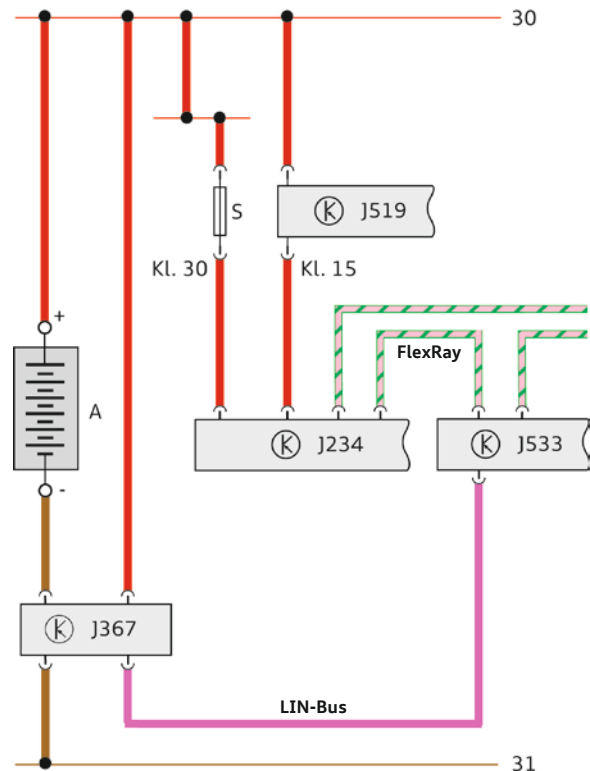 30
S
J519
Kl. 30
Kl. 15
+
FlexRay
A
J234
J533
-
J367
LIN-Bus
31